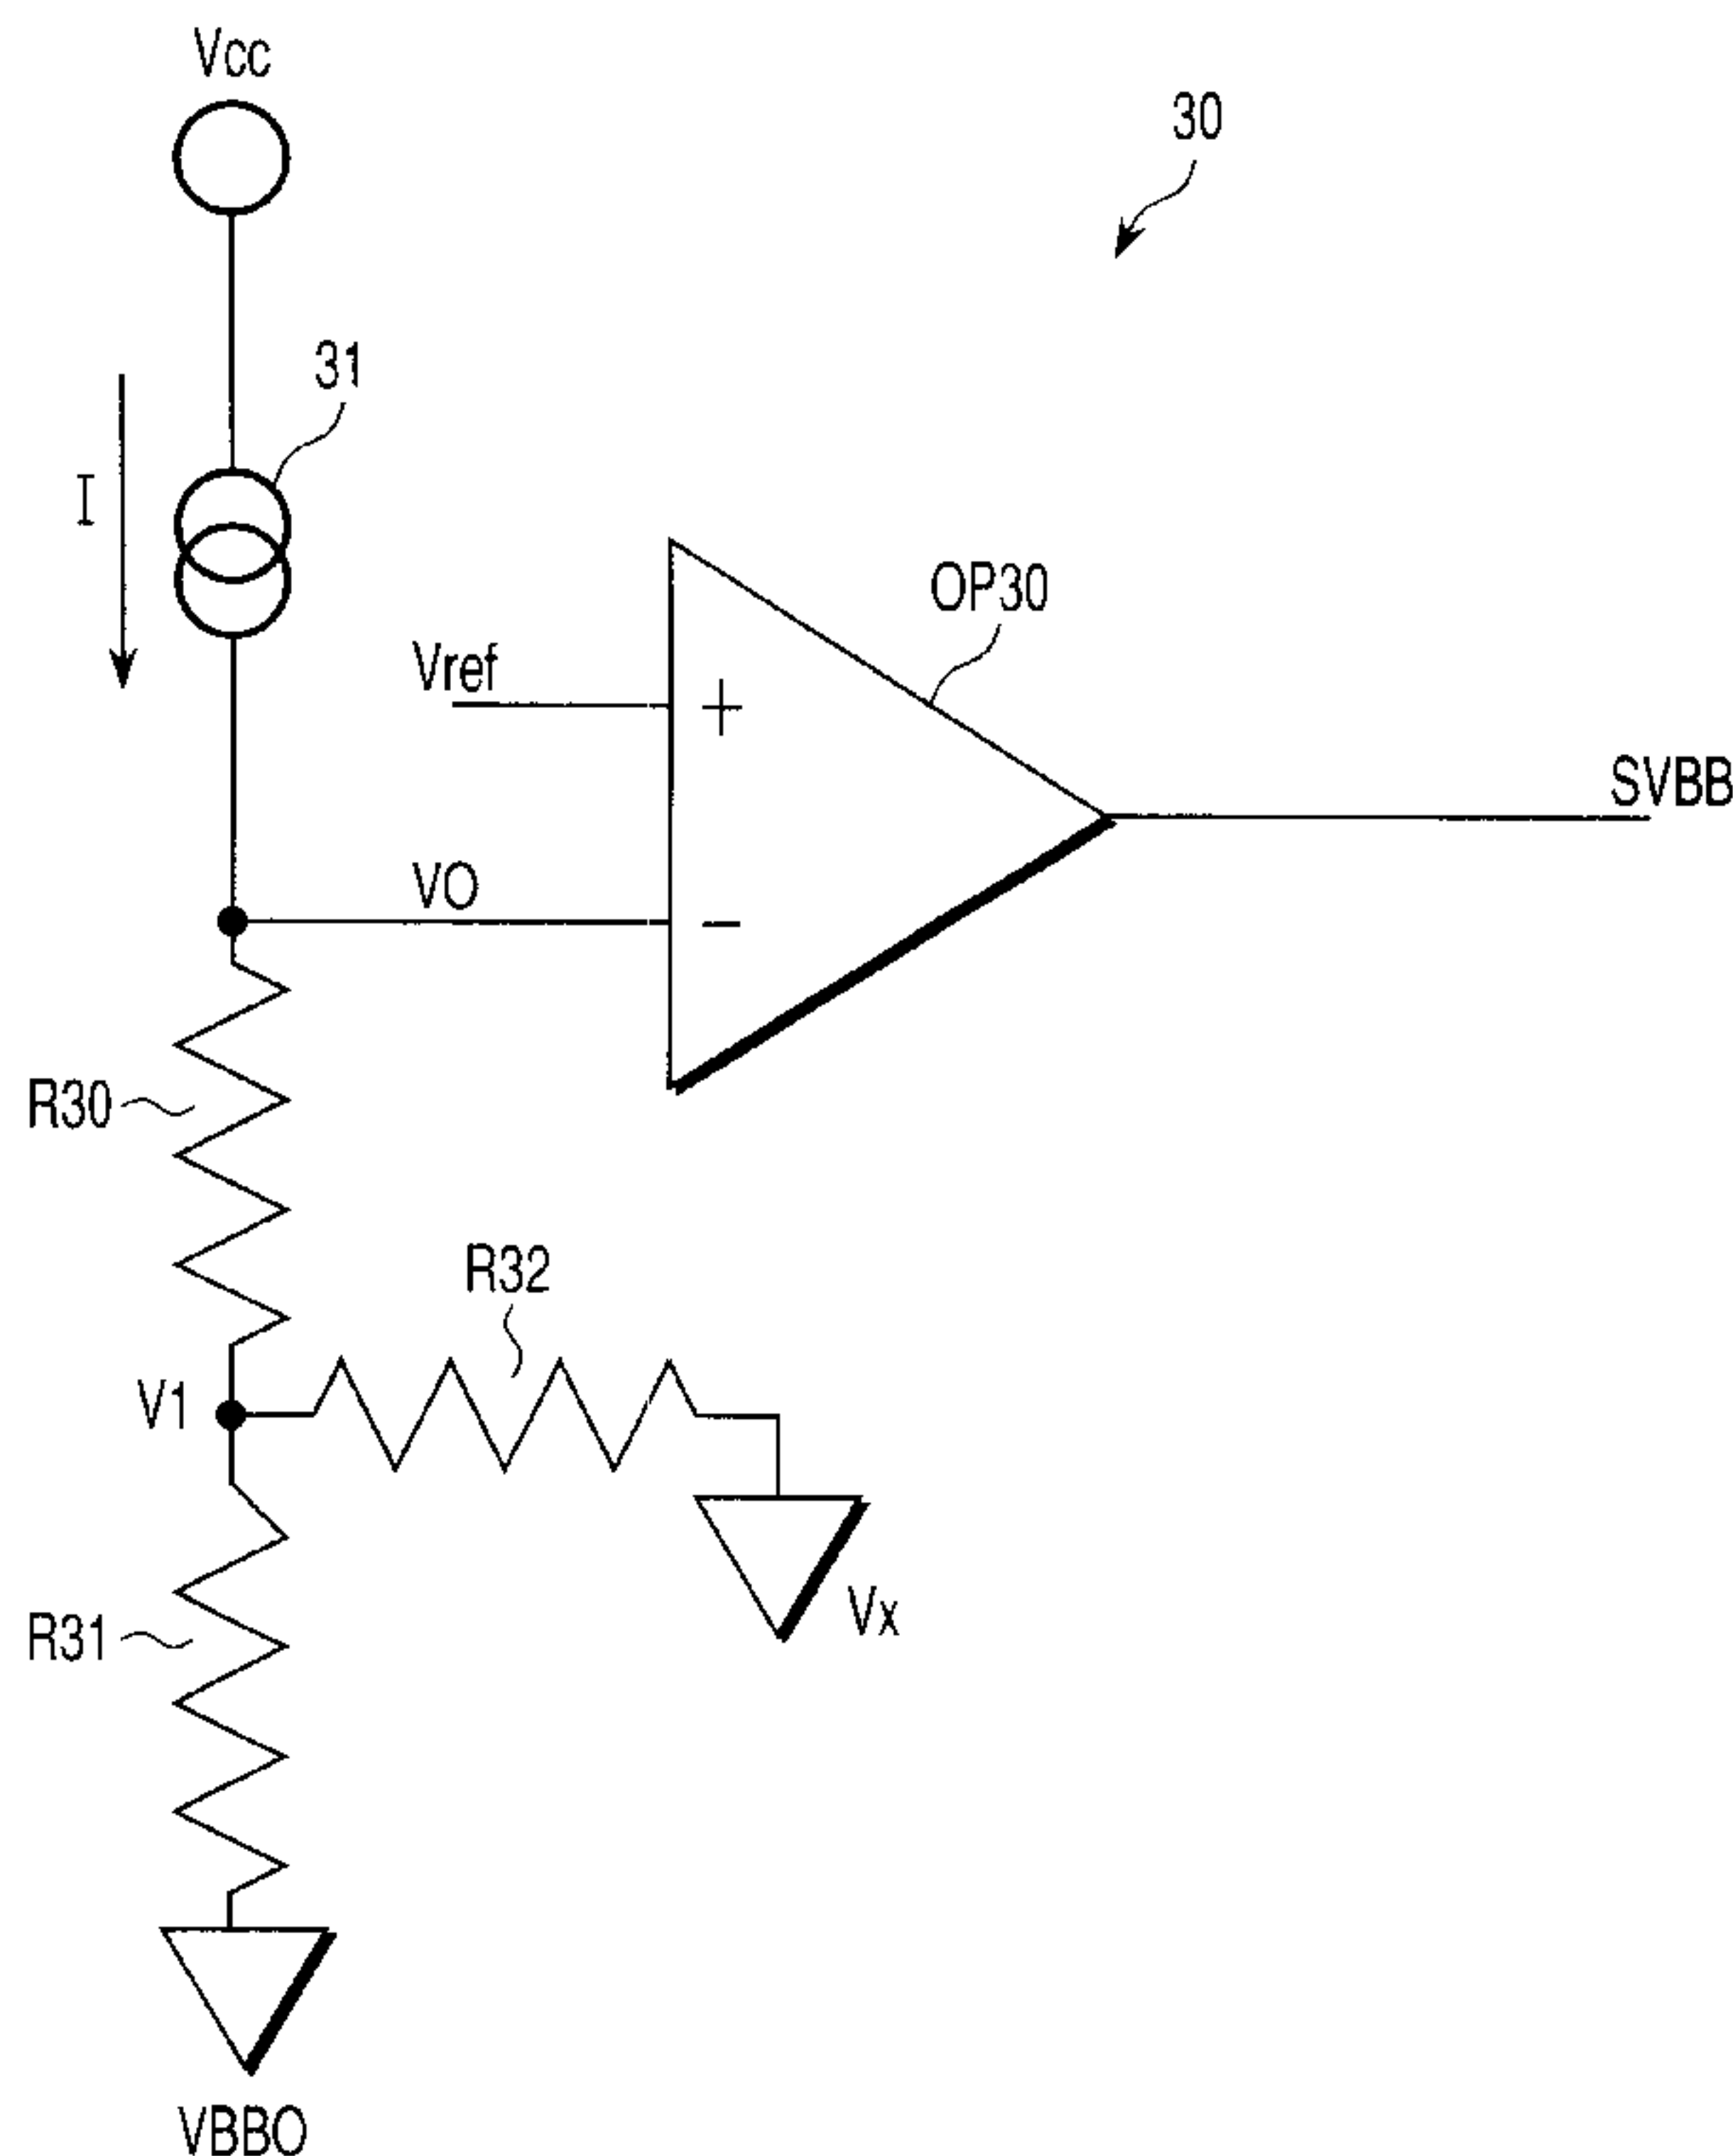 Vcc
30
31
I
OP30
Vref
+
SVBB
VO
−
R30
R32
V1
R31
Vx
VBBO